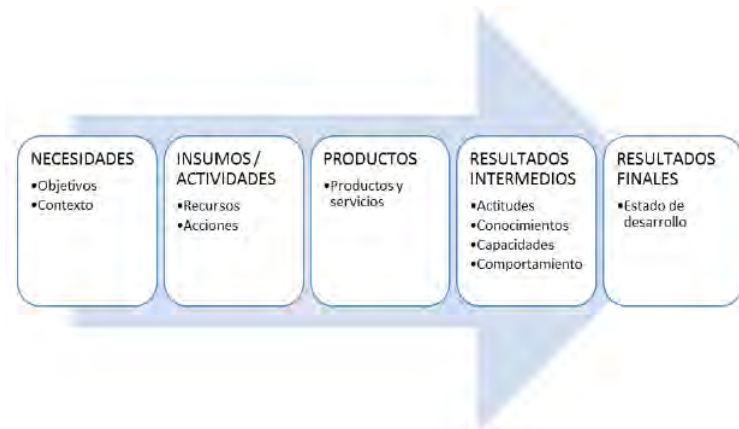 NECESIDADES
•Objetivos
•Contexto
INSUMOS /
ACTIVIDADES
•Recursos
•Acciones
PRODUCTOS
•Productos y
servicios
RESULTADOS
INTERMEDIOS
•Actitudes
•Conocimientos
•Capacidades
•Comportamiento
RESULTADOS
FINALES
•Estado de
desarrollo